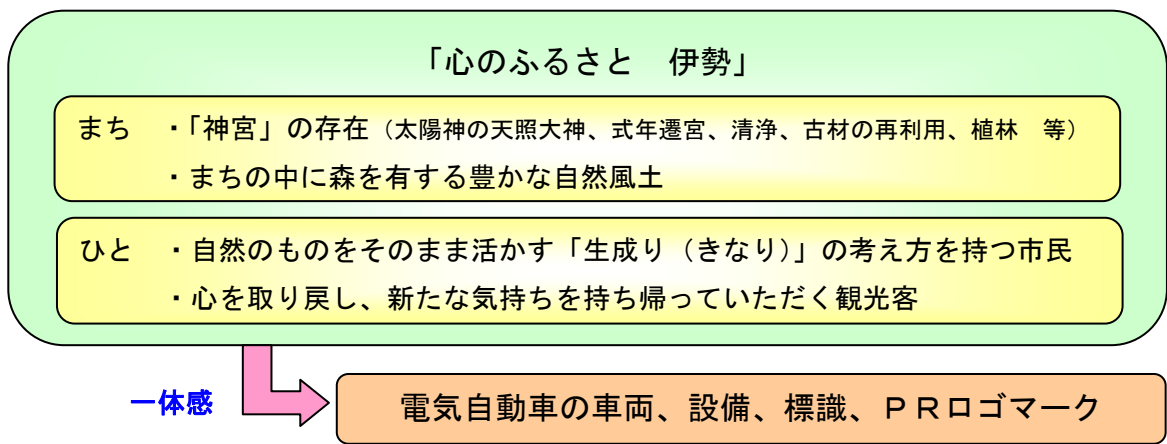 「心のふるさと　伊勢」
まち　・「神宮」の存在（太陽神の天照大神、式年遷宮、清浄、古材の再利用、植林　等）
・まちの中に森を有する豊かな自然風土
ひと　・自然のものをそのまま活かす「生成り（きなり）」の考え方を持つ市民
・心を取り戻し、新たな気持ちを持ち帰っていただく観光客
一体感
電気自動車の車両、設備、標識、ＰＲロゴマーク